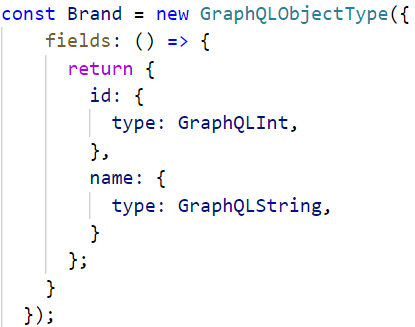 const Brand = new GraphQLObjectType({
    fields: () => {
      return {
        id: {
          type: GraphQLInt,
        },
        name: {
          type: GraphQLString,
        }
      };
    }
  });